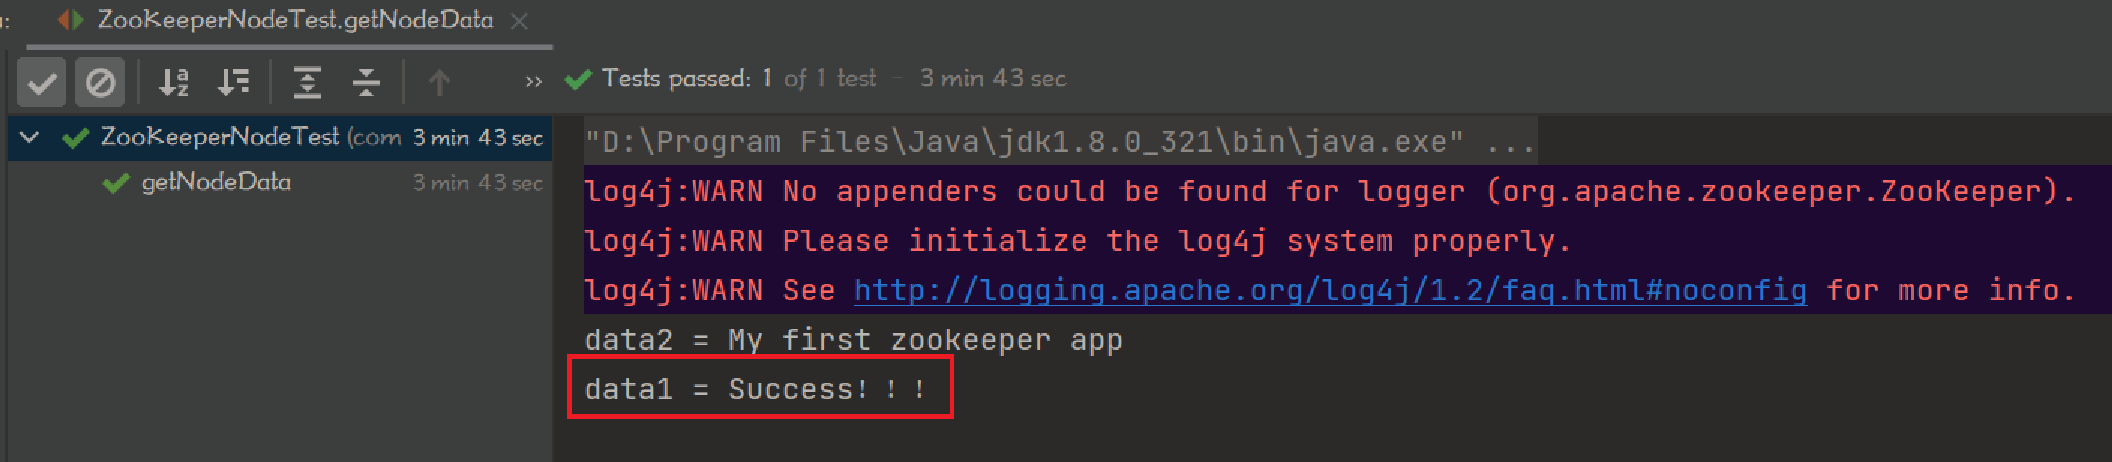 ZooKeeperNodeTest.getNodeData
Tests passed: 1 of 1 test – 3 min 43 sec
ZooKeeperNodeTest (com 3 min 43 sec
getNodeData 3 min 43 sec
"D:\Program Files\Java\jdk1.8.0_321\bin\java.exe" ...
log4j:WARN No appenders could be found for logger (org.apache.zookeeper.ZooKeeper).
log4j:WARN Please initialize the log4j system properly.
log4j:WARN See http://logging.apache.org/log4j/1.2/faq.html#noconfig for more info.
data2 = My first zookeeper app
data1 = Success！！！